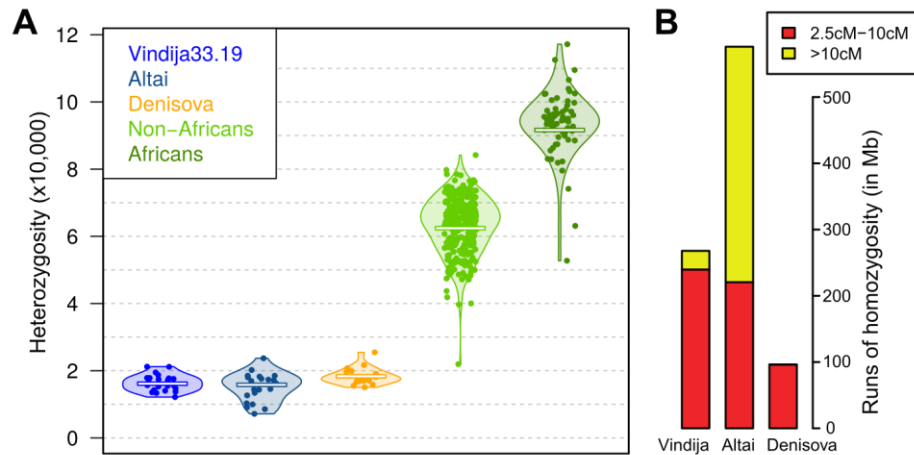 A
Heterozygosity (x10,000)
12
10
8
6
4
2
0
Vindija33.19
Altai
Denisova
Non−Africans
Africans
B
2.5cM−10cM
>10cM
500
400
300
200
100
0
Runs of homozygosity (in Mb)
Vindija Altai Denisova